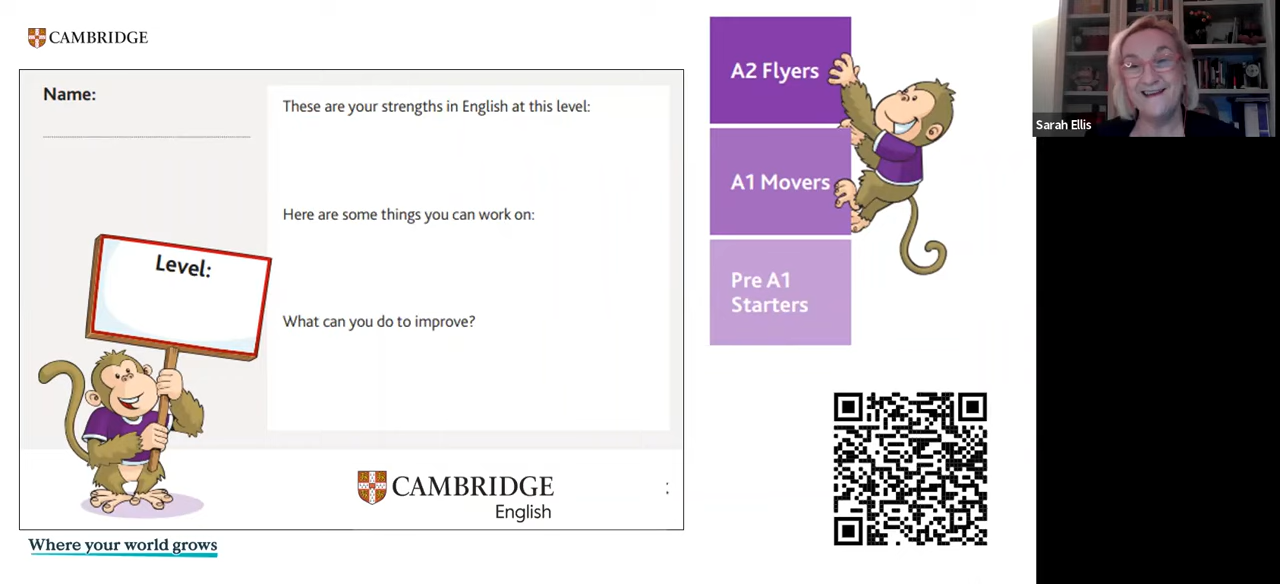 CAMBRIDGE
Name:
These are your strengths in English at this level:
Here are some things you can work on:
Level:
What can you do to improve?
CAMBRIDGE
English
:
Where your world grows
A2 Flyers
A1 Movers
Pre A1
Starters
Sarah Ellis